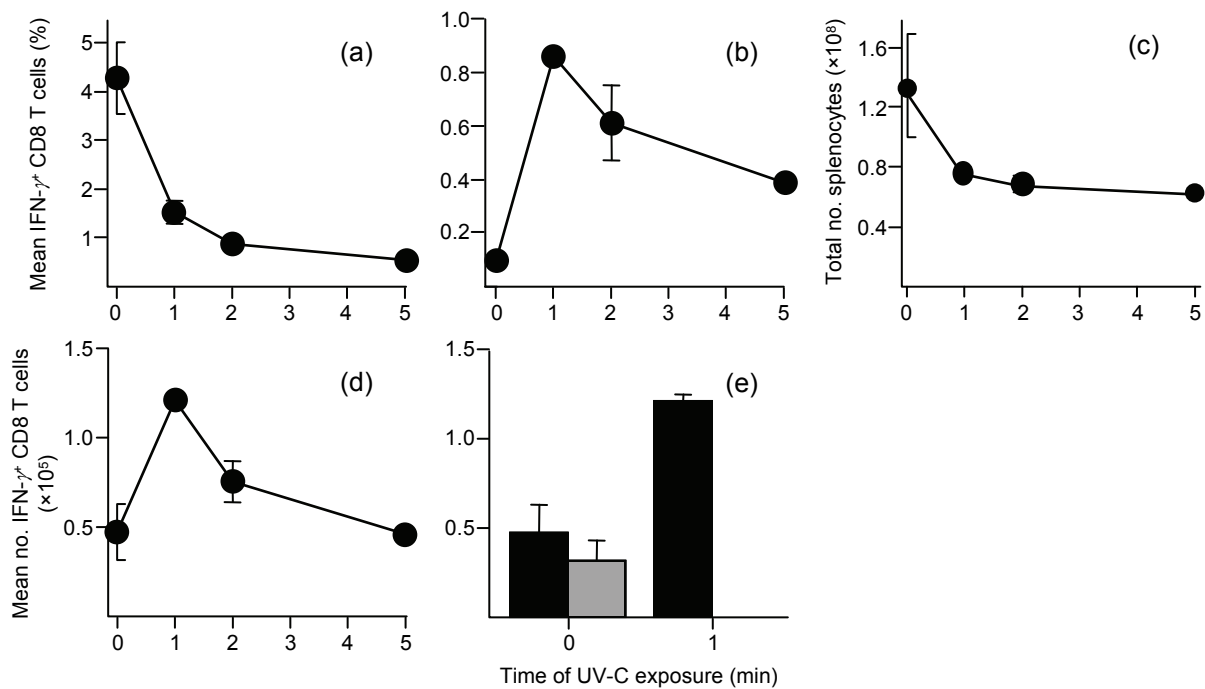 (a)
Mean IFN-γ+ CD8 T cells (%)
5
4
3
2
1
0 1 2 3 4 5
(b)
1.0
0.8
0.6
0.4
0.2
0 1 2 3 4 5
(c)
Total no. splenocytes (×10⁸)
1.6
1.2
0.8
0.4
0 1 2 3 4 5
(d)
Mean no. IFN-γ+ CD8 T cells
(×10⁵)
1.5
1.0
0.5
0 1 2 3 4 5
(e)
1.5
1.0
0.5
0 1
Time of UV-C exposure (min)